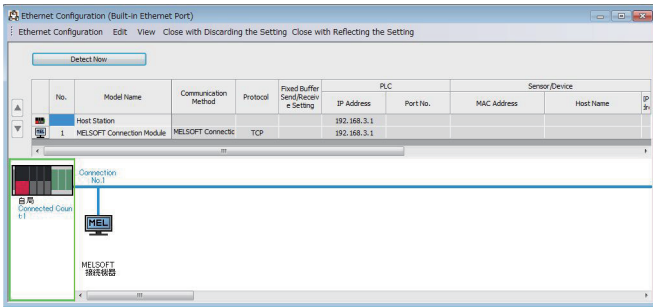 Ethernet Configuration (Built-in Ethernet Port)
Ethernet Configuration Edit View Close with Discarding the Setting Close with Reflecting the Setting
Detect Now
No.
Model Name
Communication
Method
Protocol
Fixed Buffer
Send/Receiv
e Setting
PLC
Sensor/Device
IP Address
Port No.
MAC Address
Host Name
Host Station
192.168.3.1
1
MELSOFT Connection Module
MELSOFT Connectic
TCP
192.168.3.1
Connection
No.1
自局
Connected Coun
t:1
MEL
MELSOFT
接続機器